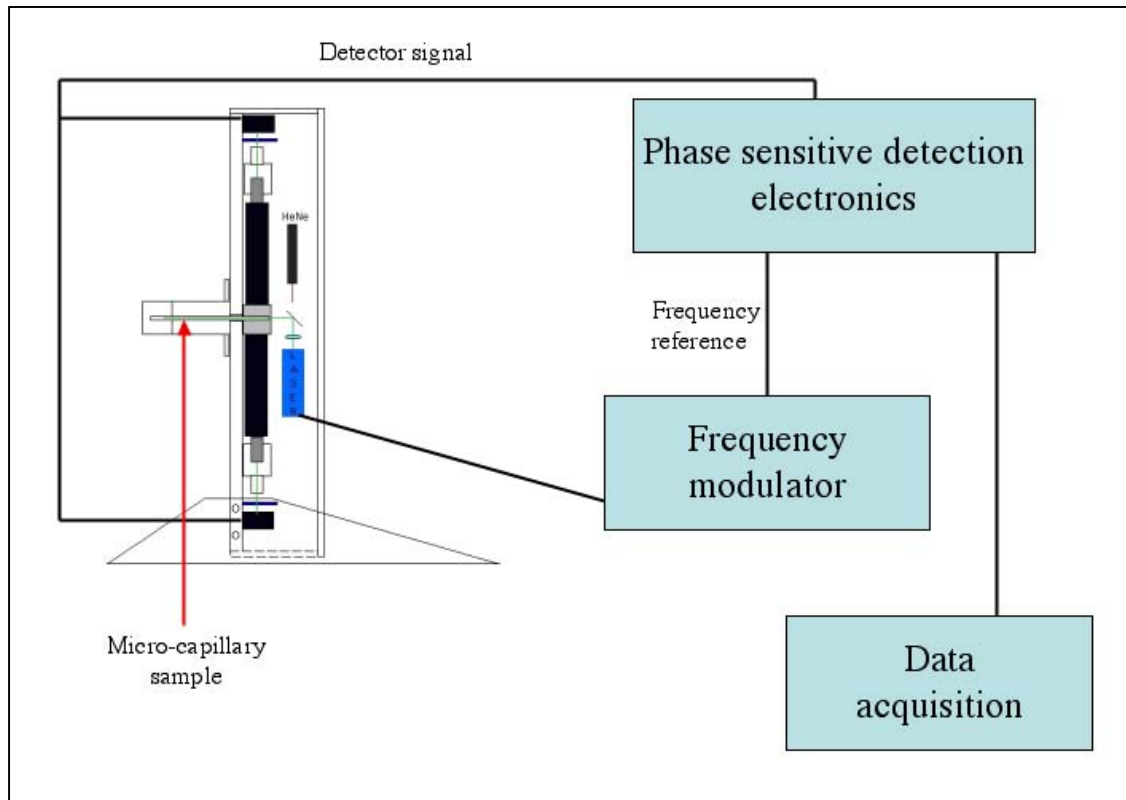 Detector signal
Phase sensitive detection
electronics
HeNe
Frequency
reference
L
A
S
E
R
Frequency
modulator
Micro-capillary
sample
Data
acquisition